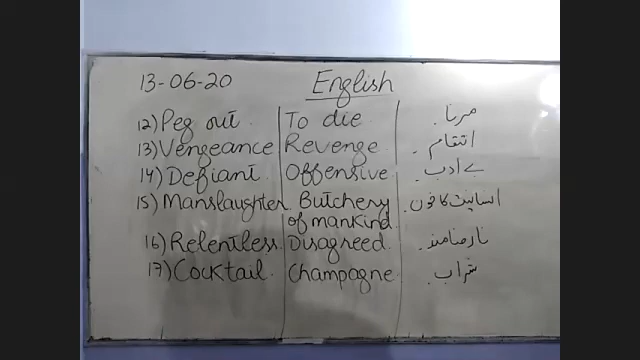 13-06-20 English
12) Peg out. To die. مرنا.
13) Vengeance Revenge. انتقام.
14) Defiant. Offensive. بے ادب.
15) Manslaughter. Butchery انسانیت کا خون.
of mankind.
16) Relentless. Disagreed. نارضامند.
17) Cocktail. Champagne. شراب.